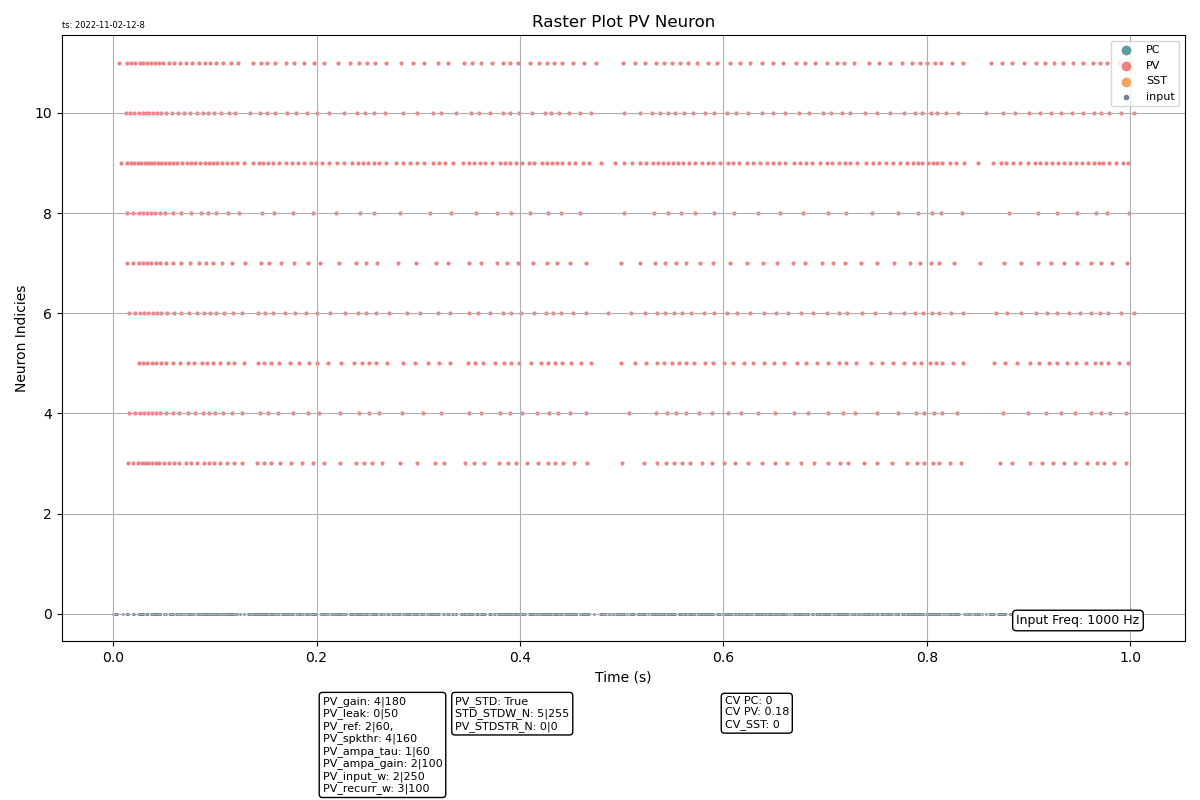 ts: 2022-11-02-12-8
Raster Plot PV Neuron
PC
PV
SST
input
Neuron Indicies
10
8
6
4
2
0
Input Freq: 1000 Hz
0.0 0.2 0.4 0.6 0.8 1.0
Time (s)
PV_gain: 4|180
PV_leak: 0|50
PV_ref: 2|60,
PV_spkthr: 4|160
PV_ampa_tau: 1|60
PV_ampa_gain: 2|100
PV_input_w: 2|250
PV_recurr_w: 3|100
PV_STD: True
STD_STDW_N: 5|255
PV_STDSTR_N: 0|0
CV PC: 0
CV PV: 0.18
CV_SST: 0